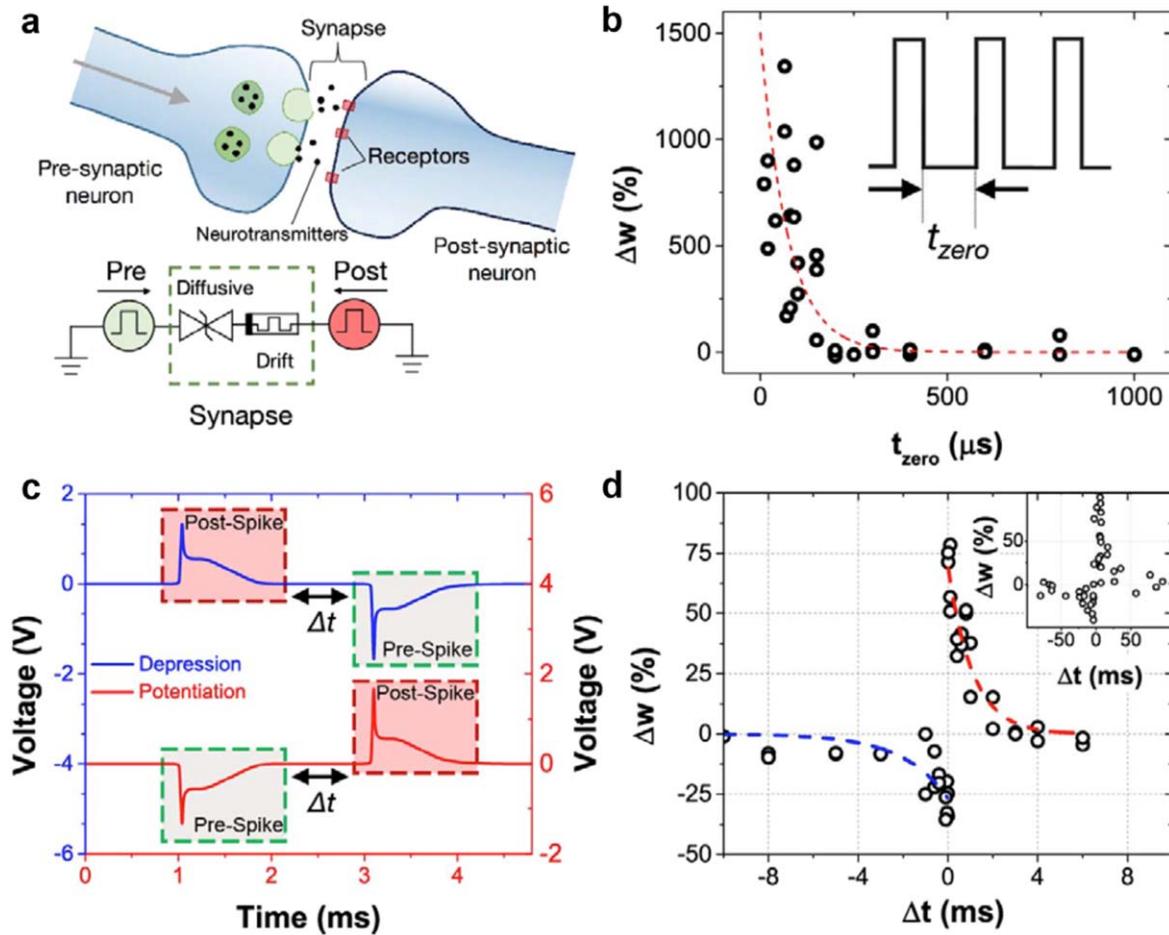 a
Synapse
Pre-synaptic
neuron
Receptors
Neurotransmitters
Post-synaptic
neuron
Pre
Diffusive
Post
Drift
Synapse
b
1500
1000
500
0
Δw (%)
t_zero
0
500
1000
t_zero (μs)
c
2
0
-2
-4
-6
Voltage (V)
6
4
2
0
-2
Voltage (V)
Post-Spike
Δt
Pre-Spike
Depression
Potentiation
Post-Spike
Δt
Pre-Spike
0
1
2
3
4
Time (ms)
d
100
75
50
25
0
-25
-50
Δw (%)
50
0
Δw (%)
-50
0
50
Δt (ms)
-8
-4
0
4
8
Δt (ms)